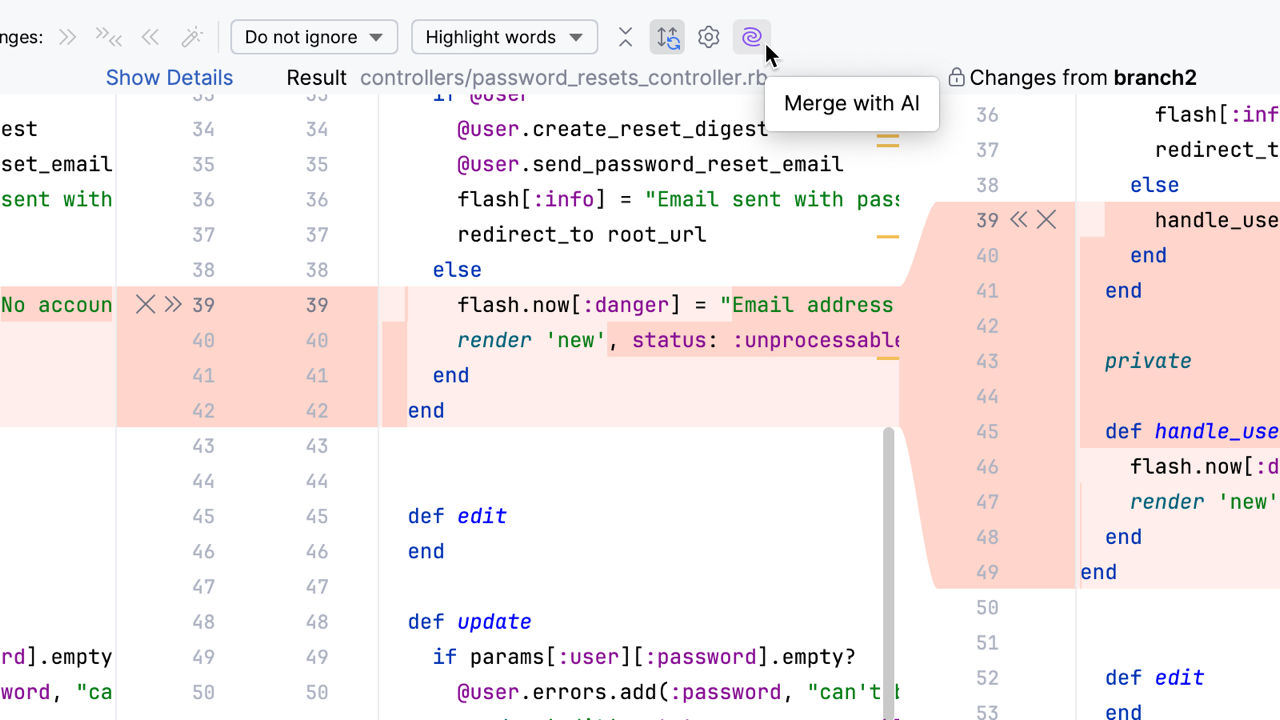 nges:
Do not ignore
Highlight words
Show Details
Result controllers/password_resets_controller.rb
Merge with AI
Changes from branch2
est
set_email
sent with
No accoun
rd].empty
word, "ca
39
40
41
42
43
44
45
46
47
48
49
50
34
35
36
37
38
34
35
36
37
38
39
40
41
42
43
44
45
46
47
48
49
50
if @user
@user.create_reset_digest
@user.send_password_reset_email
flash[:info] = "Email sent with pass
redirect_to root_url
else
flash.now[:danger] = "Email address
render 'new', status: :unprocessable
end
end
def edit
end
def update
if params[:user][:password].empty?
@user.errors.add(:password, "can't b
36 flash[:inf
37 redirect_t
38 else
39 handle_use
40 end
41 end
42
43 private
44
45 def handle_use
46 flash.now[:d
47 render 'new'
48 end
49 end
50
51
52 def edit
53 end